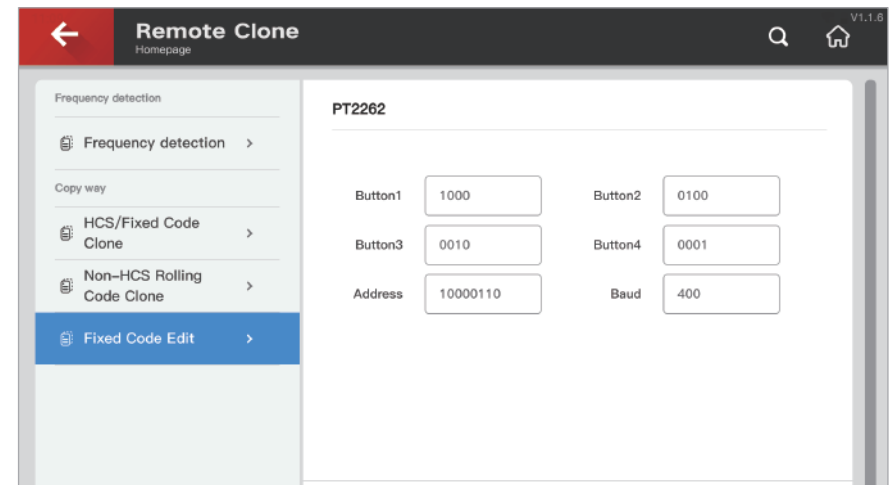 V1.1.6
Remote Clone
Homepage
Frequency detection
Frequency detection
Copy way
HCS/Fixed Code
Clone
Non-HCS Rolling
Code Clone
Fixed Code Edit
PT2262
Button1 1000 Button2 0100
Button3 0010 Button4 0001
Address 10000110 Baud 400